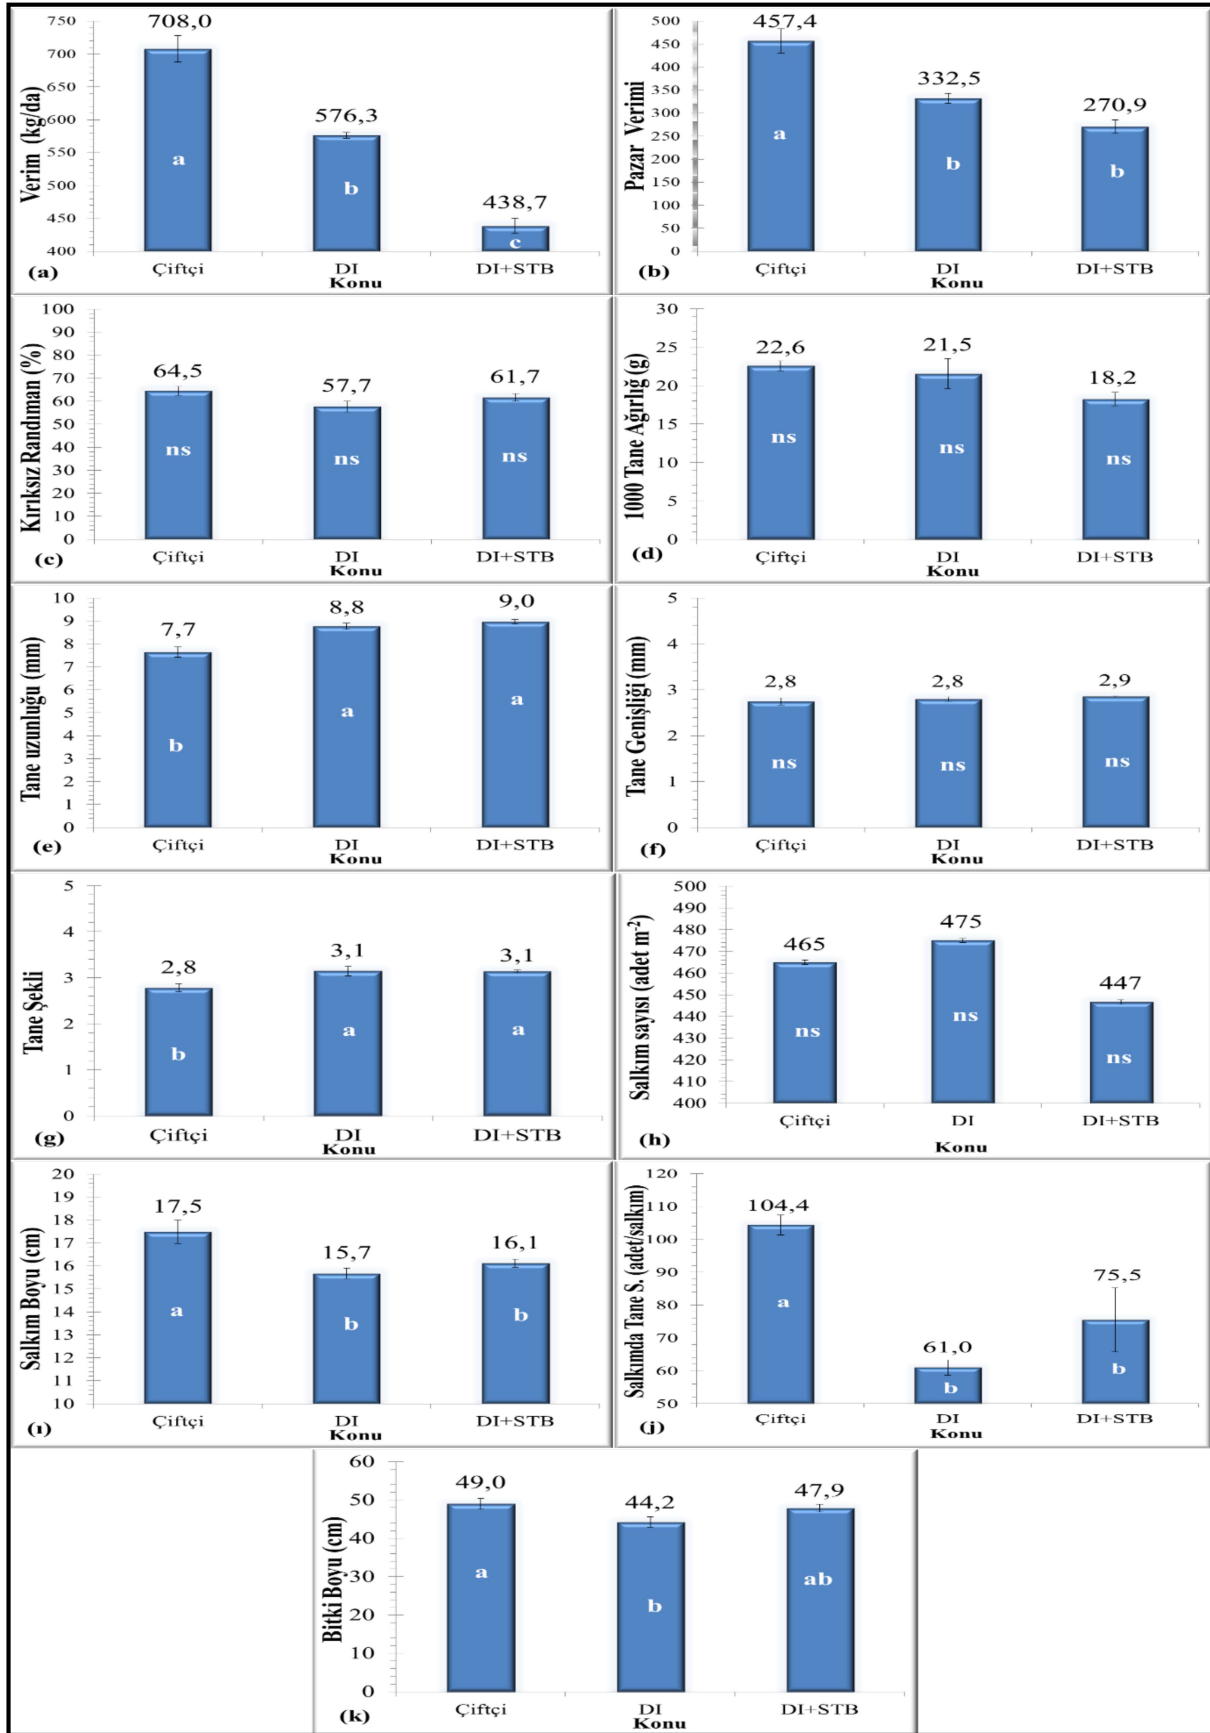 Verim (kg/da)
750
700
650
600
550
500
450
400
708,0
576,3
438,7
a
b
c
Çiftçi DI DI+STB
Konu
(a)
Pazar Verimi
500
450
400
350
300
250
200
150
100
50
0
457,4
332,5
270,9
a
b
b
Çiftçi DI DI+STB
Konu
(b)
Kırıksız Randıman (%)
100
90
80
70
60
50
40
30
20
10
0
64,5
57,7
61,7
ns
ns
ns
Çiftçi DI DI+STB
Konu
(c)
1000 Tane Ağırlığ (g)
30
25
20
15
10
5
0
22,6
21,5
18,2
ns
ns
ns
Çiftçi DI DI+STB
Konu
(d)
Tane uzunluğu (mm)
10
9
8
7
6
5
4
3
2
1
0
7,7
8,8
9,0
b
a
a
Çiftçi DI DI+STB
Konu
(e)
Tane Genişliği (mm)
5
4
3
2
1
0
2,8
2,8
2,9
ns
ns
ns
Çiftçi DI DI+STB
Konu
(f)
Tane Şekli
5
4
3
2
1
0
2,8
3,1
3,1
b
a
a
Çiftçi DI DI+STB
Konu
(g)
Salkım sayısı (adet m-2)
500
490
480
470
460
450
440
430
420
410
400
465
475
447
ns
ns
ns
Çiftçi DI DI+STB
Konu
(h)
Salkım Boyu (cm)
20
19
18
17
16
15
14
13
12
11
10
17,5
15,7
16,1
a
b
b
Çiftçi DI DI+STB
Konu
(ı)
Salkımda Tane S. (adet/salkım)
120
110
100
90
80
70
60
50
104,4
61,0
75,5
a
b
b
Çiftçi DI DI+STB
Konu
(j)
Bitki Boyu (cm)
60
50
40
30
20
10
0
49,0
44,2
47,9
a
b
ab
Çiftçi DI DI+STB
Konu
(k)